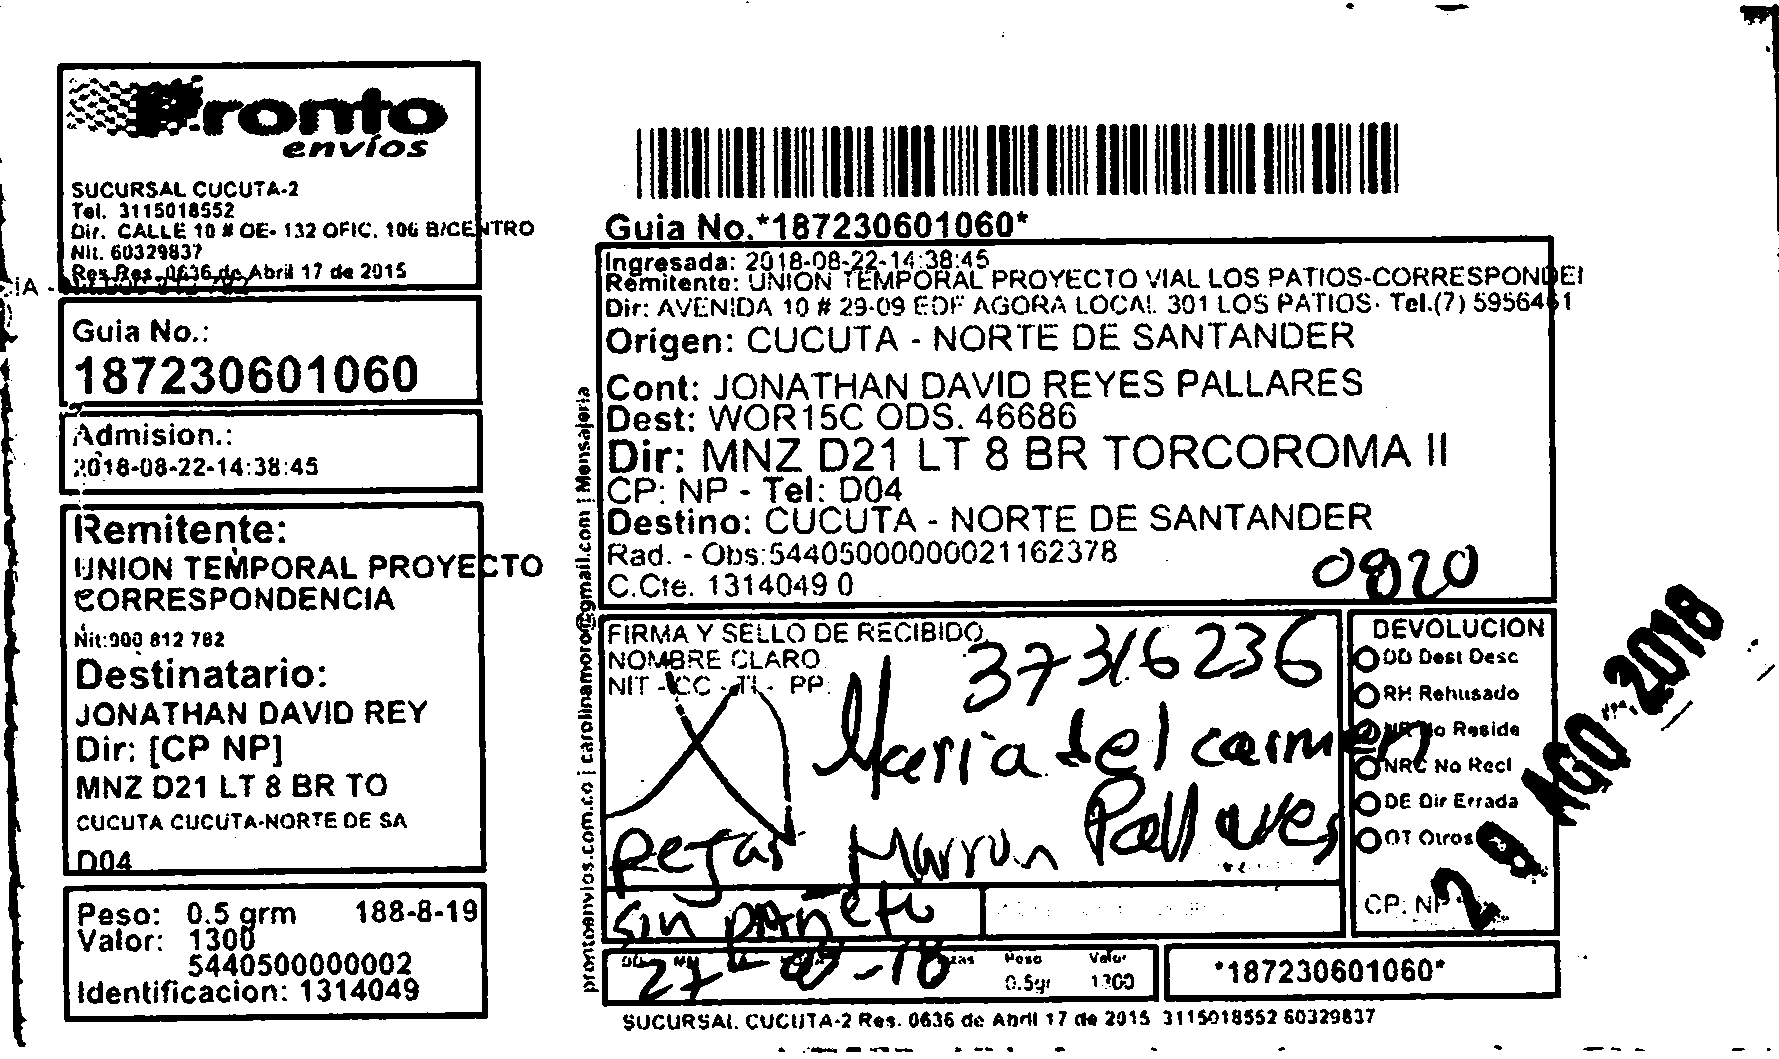 Pronto
envíos
SUCURSAL CUCUTA-2
Tel. 3115018552
Dir. CALLE 10 # OE- 132 OFIC. 106 B/CENTRO
Nit. 60329837
Res Res. 0636 de Abril 17 de 2015
Guia No.:
187230601060
Admision.:
2018-08-22-14:38:45
Remitente:
UNION TEMPORAL PROYECTO
CORRESPONDENCIA
Nit:900 812 782
Destinatario:
JONATHAN DAVID REY
Dir: [CP NP]
MNZ D21 LT 8 BR TO
CUCUTA CUCUTA-NORTE DE SA
D04
Peso: 0.5 grm 188-8-19
Valor: 1300
5440500000002
Identificacion: 1314049
prontoenvios.com.co | carolinamoro@gmail.com | Mensajeria
Guia No.*187230601060*
Ingresada: 2018-08-22-14:38:45
Remitente: UNION TEMPORAL PROYECTO VIAL LOS PATIOS-CORRESPONDEI
Dir: AVENIDA 10 # 29-09 EDF AGORA LOCAL 301 LOS PATIOS- Tel.(7) 5956461
Origen: CUCUTA - NORTE DE SANTANDER
Cont: JONATHAN DAVID REYES PALLARES
Dest: WOR15C ODS. 46686
Dir: MNZ D21 LT 8 BR TORCOROMA II
CP: NP - Tel: D04
Destino: CUCUTA - NORTE DE SANTANDER
Rad. - Obs:54405000000021162378
C.Cte. 1314049 0
0820
FIRMA Y SELLO DE RECIBIDO
NOMBRE CLARO
NIT - CC - TI - PP.
37316236
Maria del carmen
Pallares
Rejas Marron
sin pañete
DEVOLUCION
DD Dest Desc
RH Rehusado
NR No Reside
NRC No Recl
DE Dir Errada
OT Otros
CP: NP
AGO 2018
Peso Valor
0.5gr 1300
*187230601060*
SUCURSAL CUCUTA-2 Res. 0636 de Abril 17 de 2015 3115018552 60329837